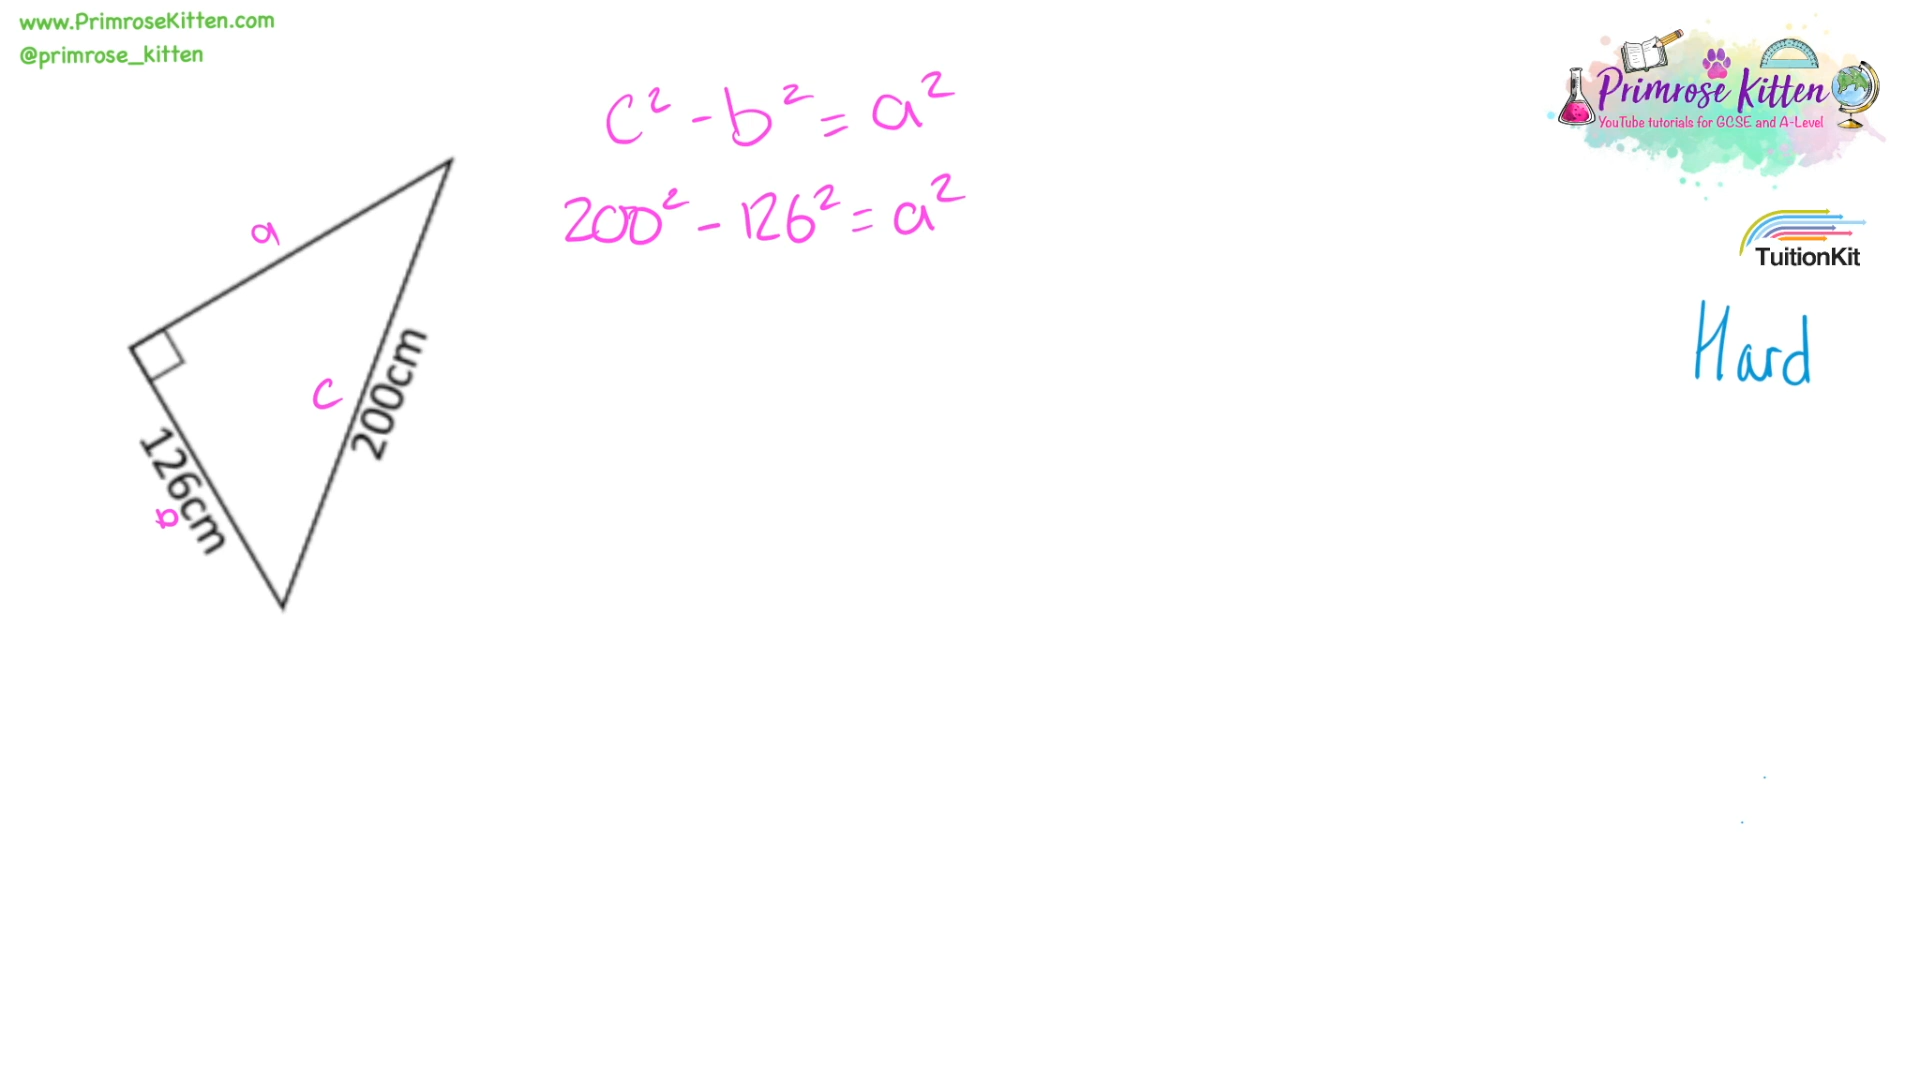 www.PrimroseKitten.com
@primrose_kitten
Primrose Kitten
YouTube tutorials for GCSE and A-Level
TuitionKit
Hard
c² - b² = a²
200² - 126² = a²
a
c
200cm
126cm
b